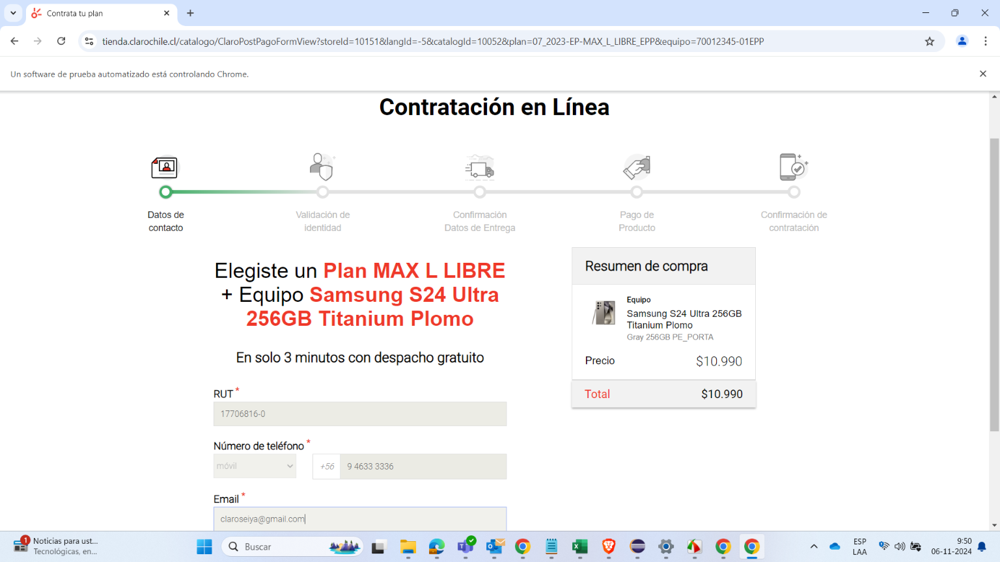 Contrata tu plan
tienda.clarochile.cl/catalogo/ClaroPostPagoFormView?storeId=10151&langId=-5&catalogId=10052&plan=07_2023-EP-MAX_L_LIBRE_EPP&equipo=70012345-01EPP
Un software de prueba automatizado está controlando Chrome.
Contratación en Línea
Datos de
contacto
Validación de
identidad
Confirmación
Datos de Entrega
Pago de
Producto
Confirmación de
contratación
Elegiste un Plan MAX L LIBRE
+ Equipo Samsung S24 Ultra
256GB Titanium Plomo
En solo 3 minutos con despacho gratuito
RUT *
17706816-0
Número de teléfono *
móvil
+56
9 4633 3336
Email *
claroseiya@gmail.com
Resumen de compra
Equipo
Samsung S24 Ultra 256GB
Titanium Plomo
Gray 256GB PE_PORTA
Precio $10.990
Total $10.990
1
Noticias para ust...
Tecnológicas, en...
Buscar
ESP
LAA
9:50
06-11-2024